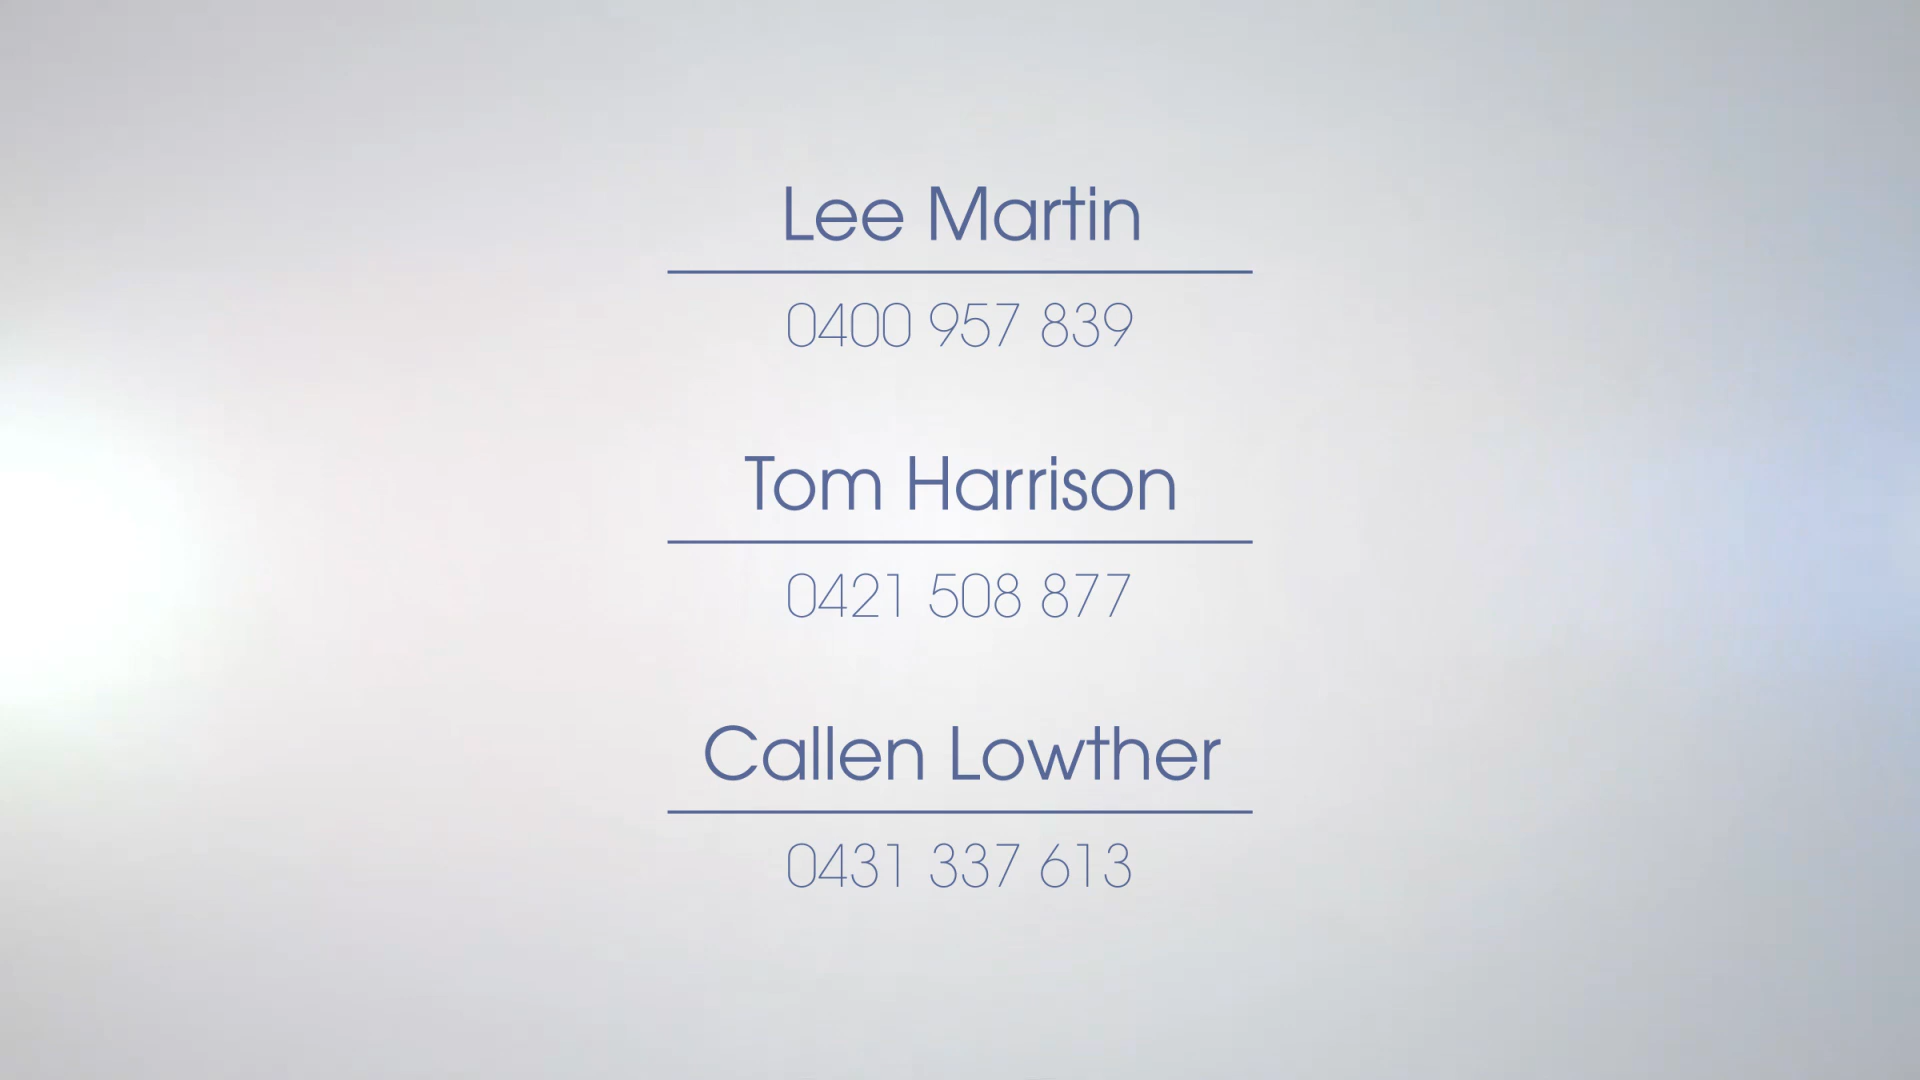 Lee Martin
0400 957 839
Tom Harrison
0421 508 877
Callen Lowther
0431 337 613